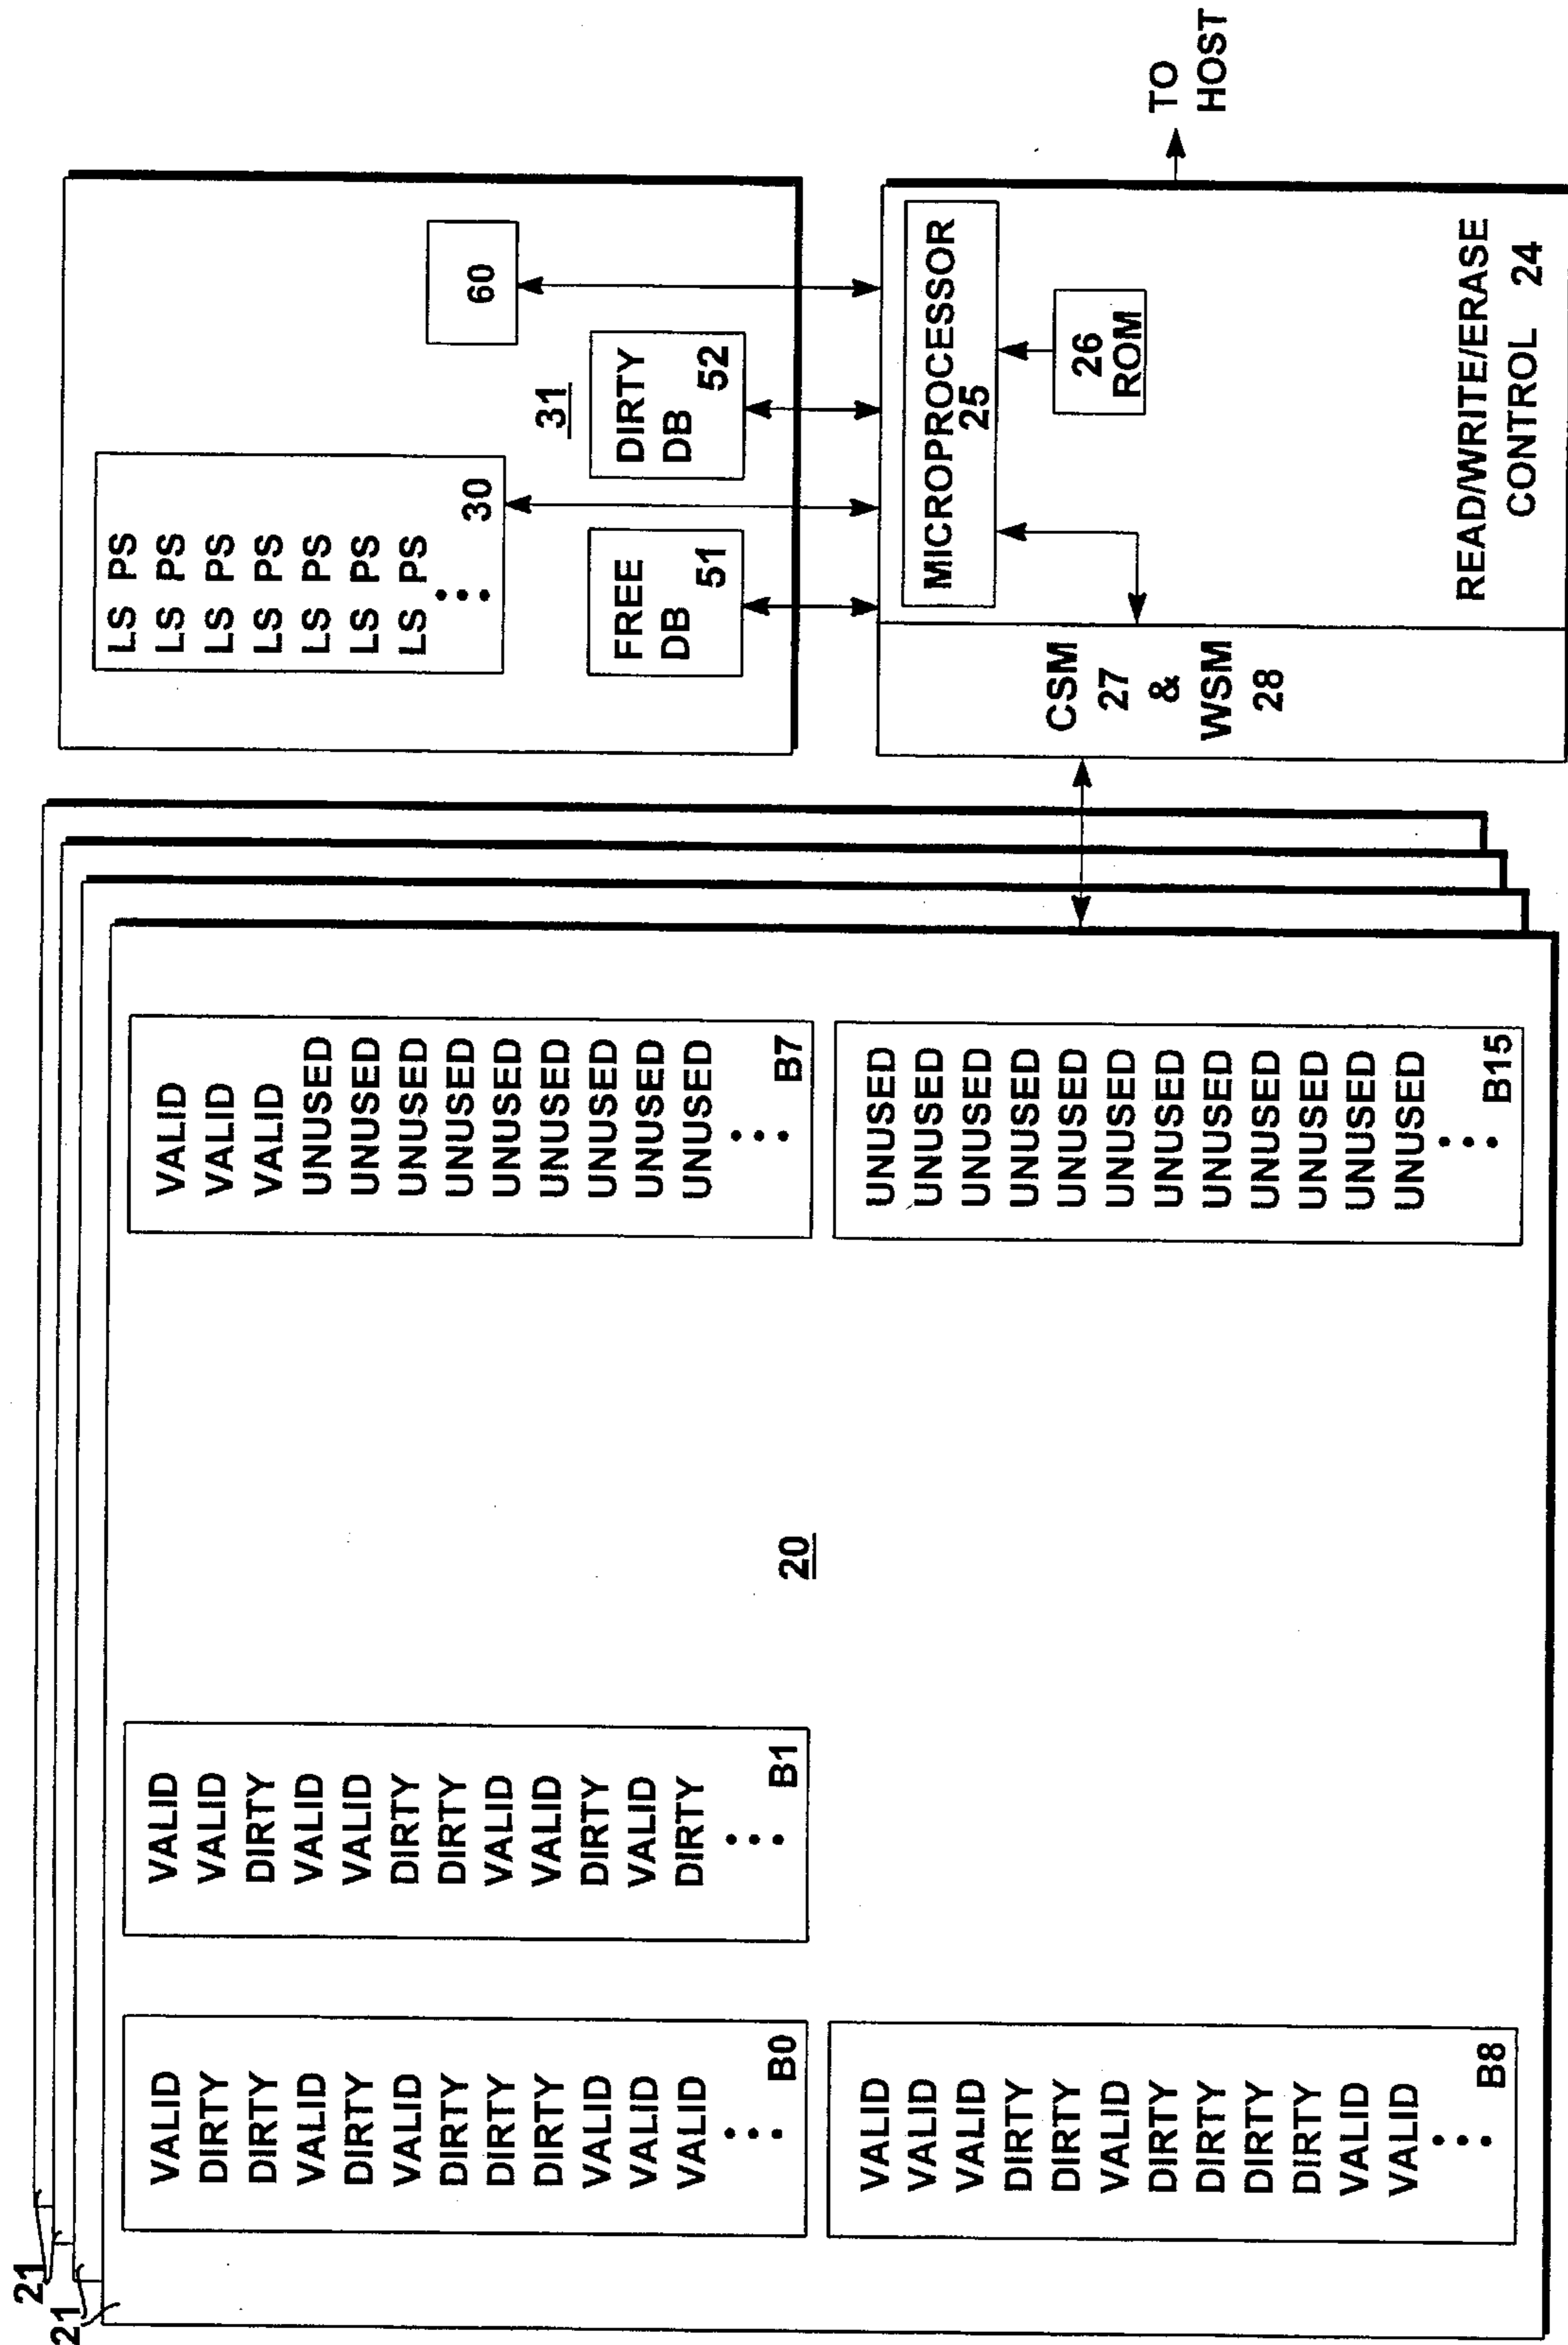 21
21
VALID
DIRTY
DIRTY
VALID
DIRTY
VALID
DIRTY
DIRTY
DIRTY
VALID
VALID
VALID
B0
VALID
VALID
DIRTY
VALID
VALID
DIRTY
DIRTY
VALID
VALID
DIRTY
VALID
DIRTY
B1
VALID
VALID
VALID
UNUSED
UNUSED
UNUSED
UNUSED
UNUSED
UNUSED
UNUSED
UNUSED
UNUSED
B7
20
VALID
VALID
VALID
DIRTY
DIRTY
VALID
DIRTY
DIRTY
DIRTY
DIRTY
VALID
VALID
B8
UNUSED
UNUSED
UNUSED
UNUSED
UNUSED
UNUSED
UNUSED
UNUSED
UNUSED
UNUSED
UNUSED
UNUSED
B15
LS PS
LS PS
LS PS
LS PS
LS PS
LS PS
LS PS
30
31
60
FREE
DB
51
DIRTY
DB
52
CSM
27
&
WSM
28
MICROPROCESSOR
25
26
ROM
READ/WRITE/ERASE
CONTROL 24
TO
HOST